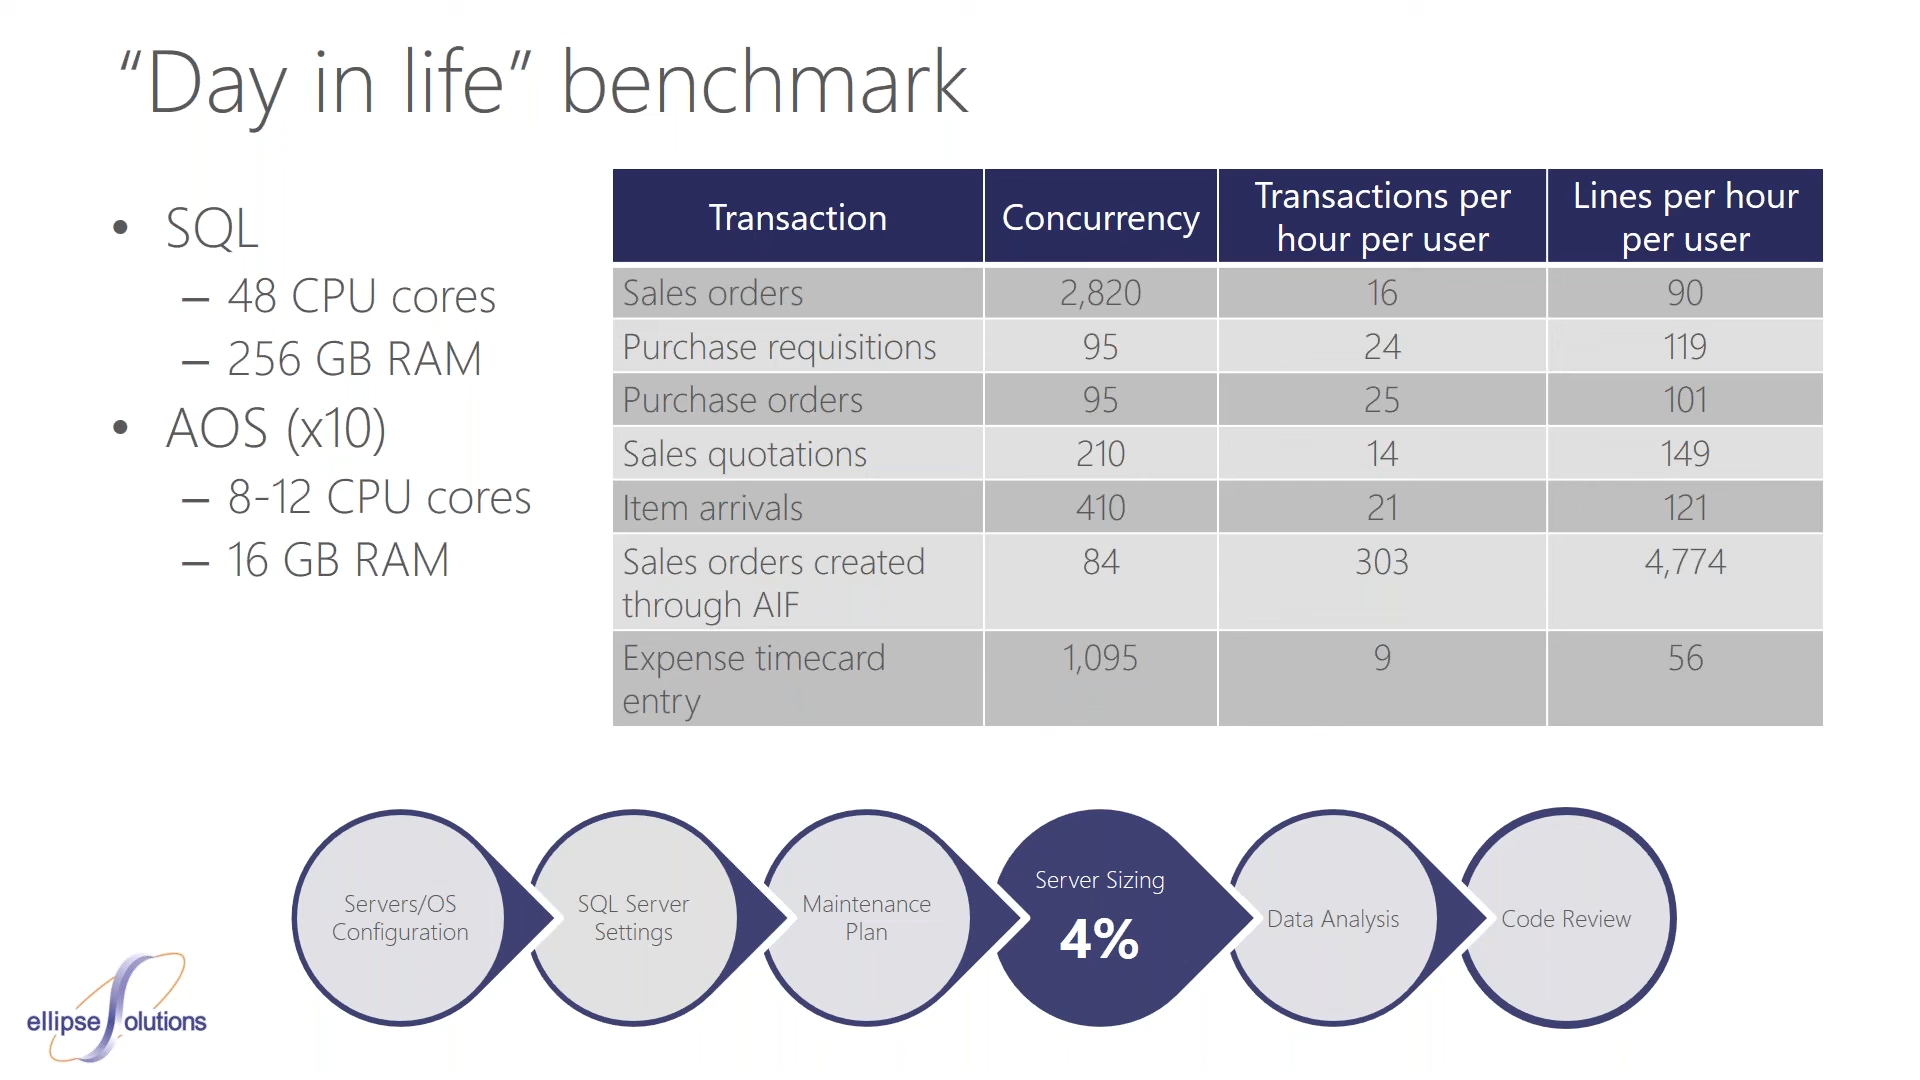 “Day in life” benchmark
• SQL
– 48 CPU cores
– 256 GB RAM
• AOS (x10)
– 8-12 CPU cores
– 16 GB RAM
Transaction Concurrency Transactions per hour per user Lines per hour per user
Sales orders 2,820 16 90
Purchase requisitions 95 24 119
Purchase orders 95 25 101
Sales quotations 210 14 149
Item arrivals 410 21 121
Sales orders created 84 303 4,774
through AIF
Expense timecard 1,095 9 56
entry
Servers/OS
Configuration
SQL Server
Settings
Maintenance
Plan
Server Sizing
4%
Data Analysis
Code Review
ellipse Solutions